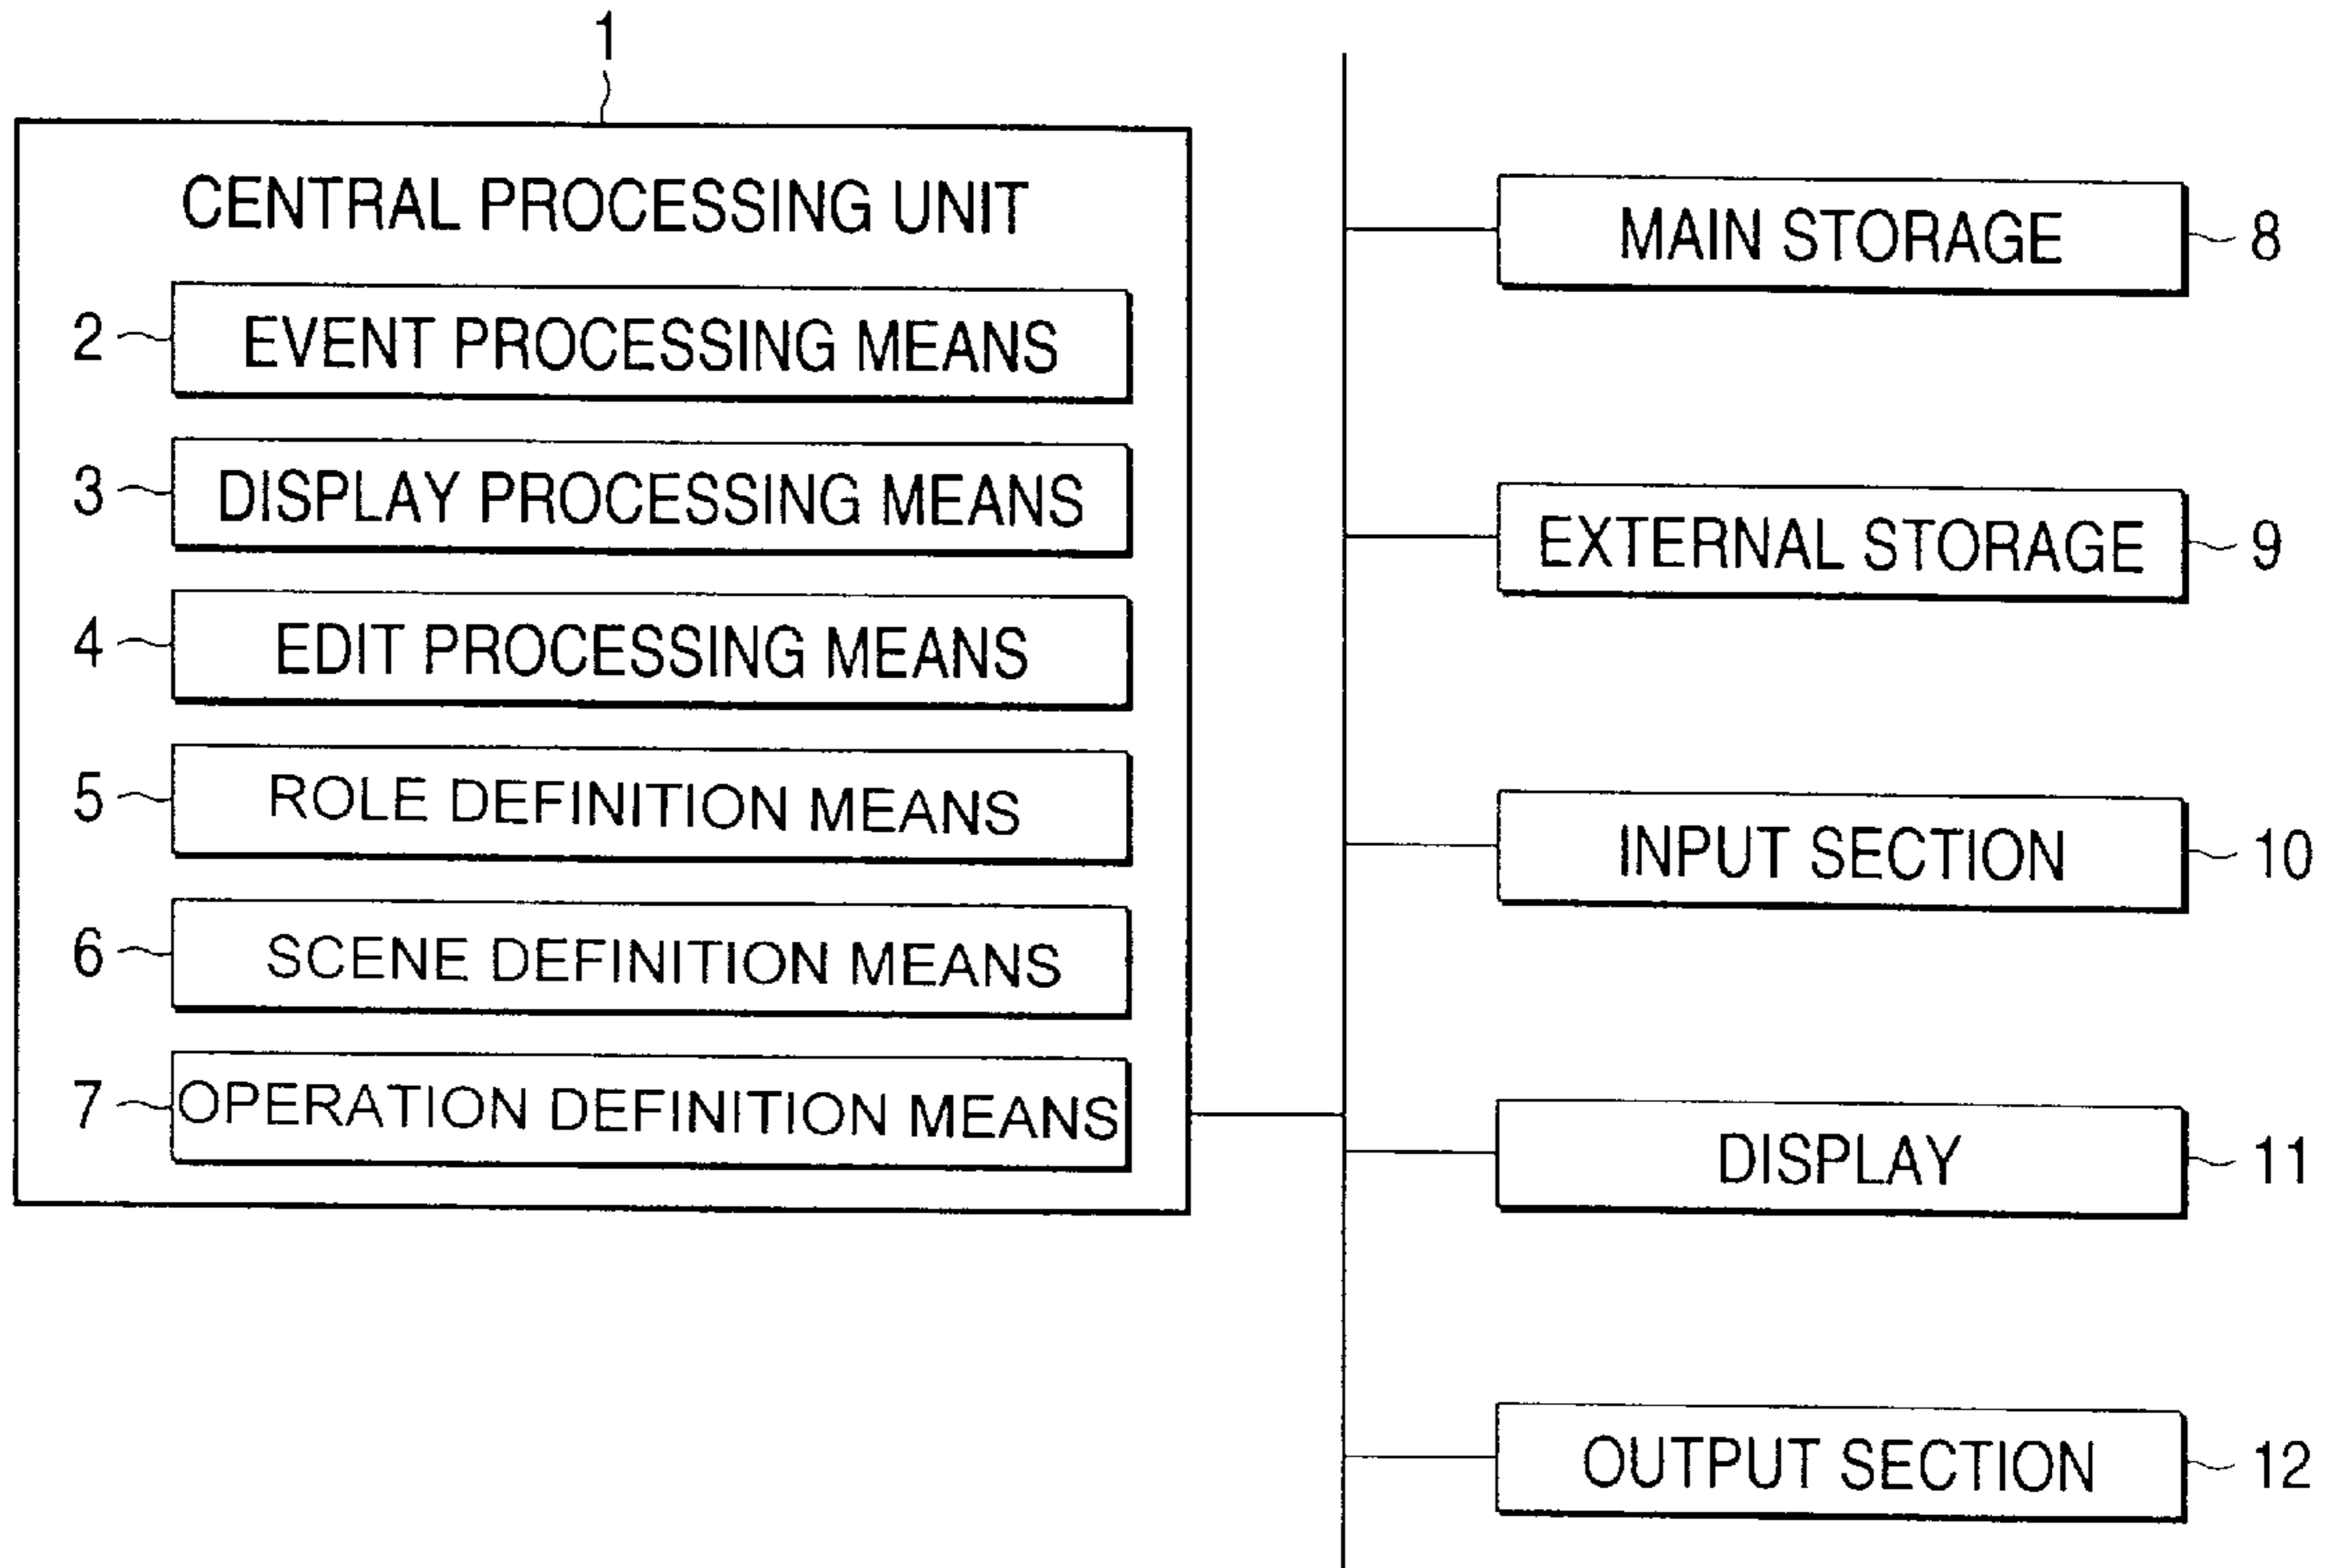 1
CENTRAL PROCESSING UNIT
2 EVENT PROCESSING MEANS
3 DISPLAY PROCESSING MEANS
4 EDIT PROCESSING MEANS
5 ROLE DEFINITION MEANS
6 SCENE DEFINITION MEANS
7 OPERATION DEFINITION MEANS
MAIN STORAGE 8
EXTERNAL STORAGE 9
INPUT SECTION 10
DISPLAY 11
OUTPUT SECTION 12